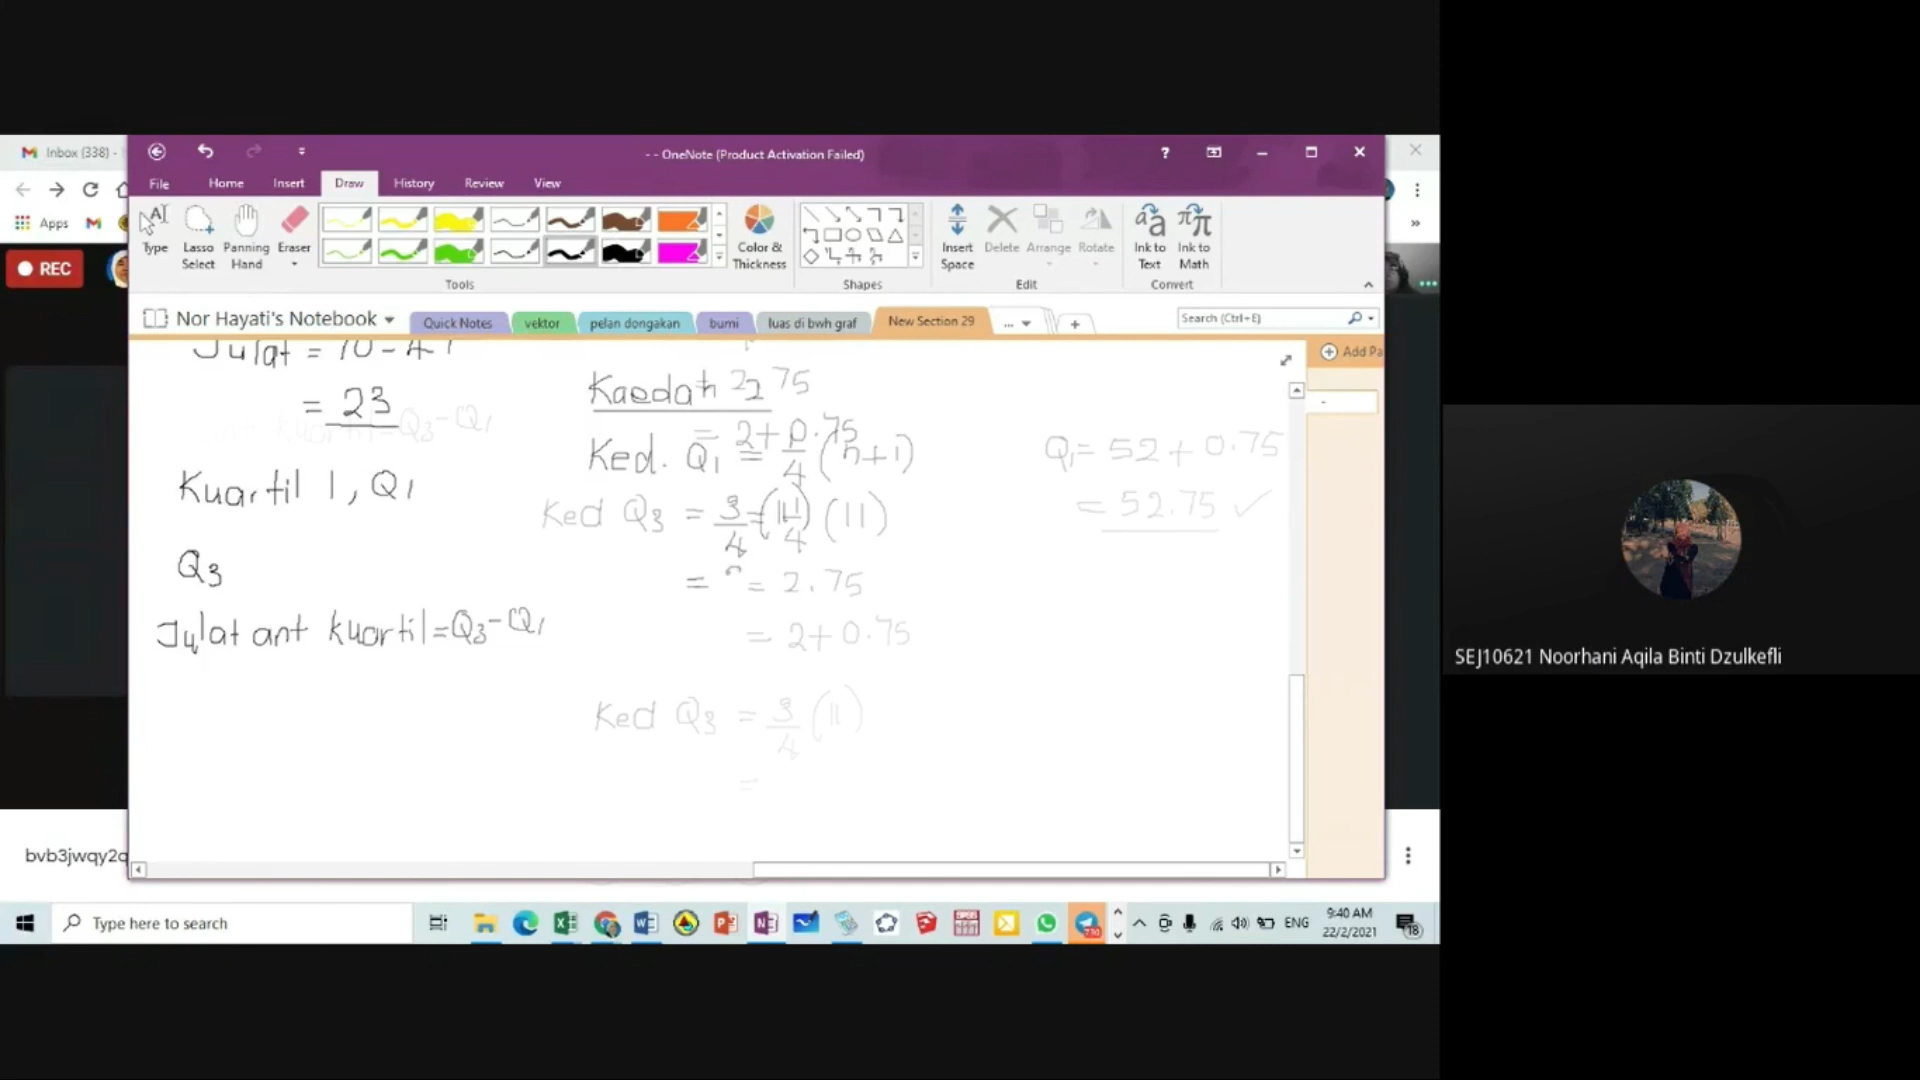 Inbox (338) -
- - OneNote (Product Activation Failed)
File Home Insert Draw History Review View
Apps
Type
Lasso Select
Panning Hand
Eraser
Color & Thickness
Insert Space
Delete
Arrange
Rotate
Ink to Text
Ink to Math
Tools
Shapes
Edit
Convert
REC
Nor Hayati's Notebook
Quick Notes
vektor
pelan dongakan
bumi
luas di bwh graf
New Section 29
...
Search (Ctrl+E)
Add Pa
= 23
Kuartil 1, Q1
Q3
Julat ant kuartil = Q3 - Q1
Kaedah 2
2.75
= 2 + 0.75
Ked. Q1 = 1/4 (n+1)
Ked Q3 = 3/4 (11)
= 2.75
= 2 + 0.75
Ked Q3 = 3/4 (11)
=
Q1 = 52 + 0.75
= 52.75 ✓
SEJ10621 Noorhani Aqila Binti Dzulkefli
bvb3jwqy2q
Type here to search
ENG
9:40 AM
22/2/2021
18